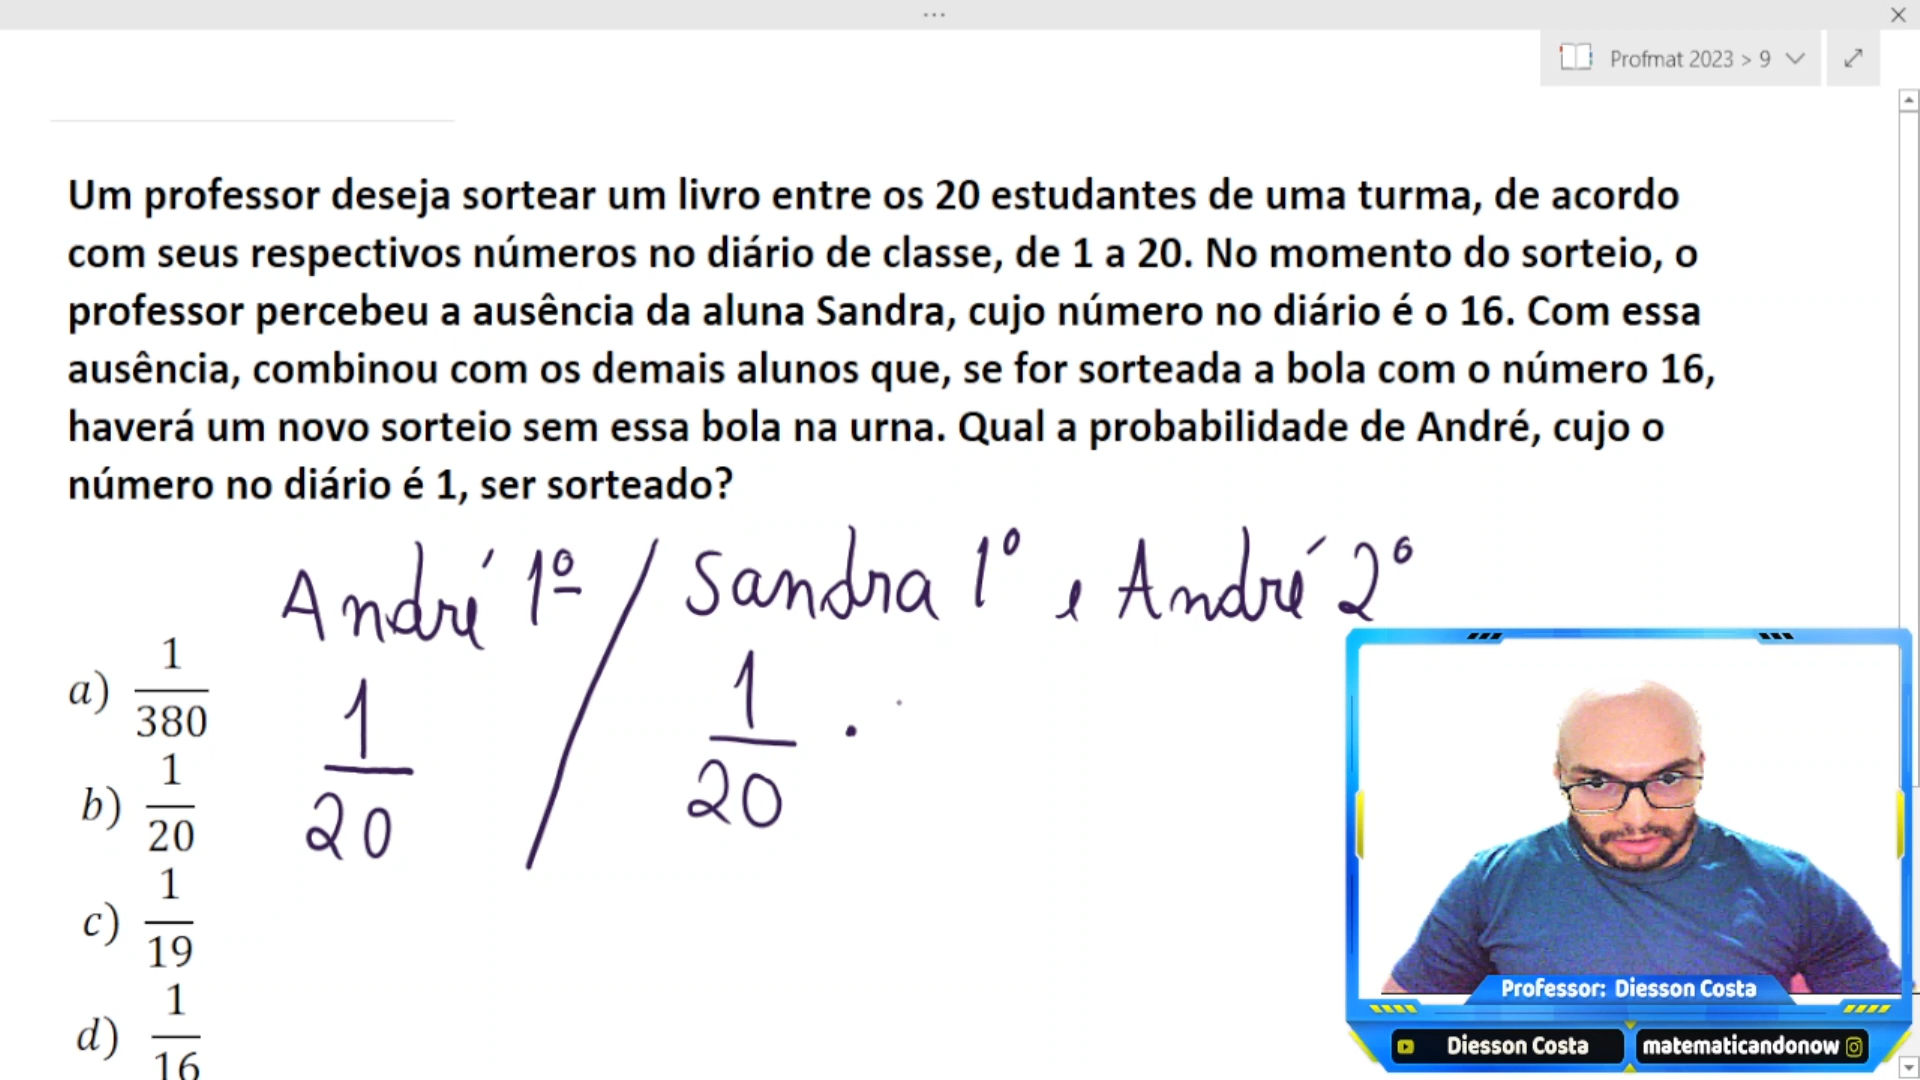 ...
Profmat 2023 > 9
Um professor deseja sortear um livro entre os 20 estudantes de uma turma, de acordo
com seus respectivos números no diário de classe, de 1 a 20. No momento do sorteio, o
professor percebeu a ausência da aluna Sandra, cujo número no diário é o 16. Com essa
ausência, combinou com os demais alunos que, se for sorteada a bola com o número 16,
haverá um novo sorteio sem essa bola na urna. Qual a probabilidade de André, cujo o
número no diário é 1, ser sorteado?
André 1º / Sandra 1º e André 2º
a) 1/380
b) 1/20
c) 1/19
d) 1/16
1/20
1/20 .
Professor: Diesson Costa
Diesson Costa
matematicandonow